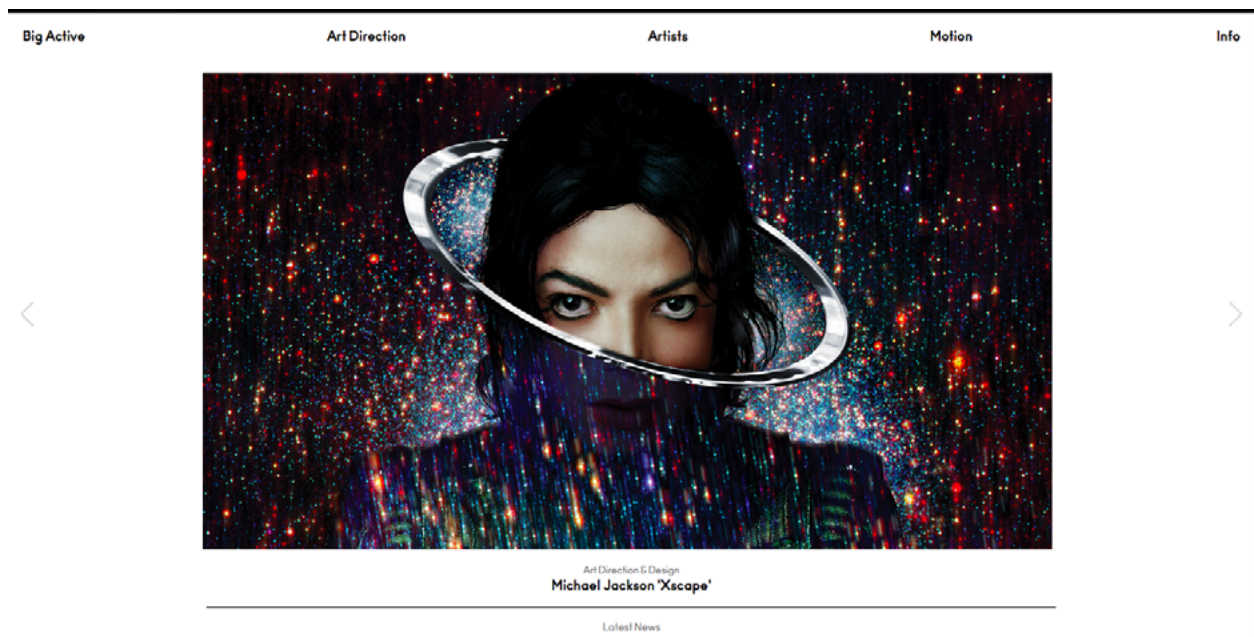 Big Active Art Direction Artists Motion Info
Art Direction & Design
Michael Jackson 'Xscape'
Latest News